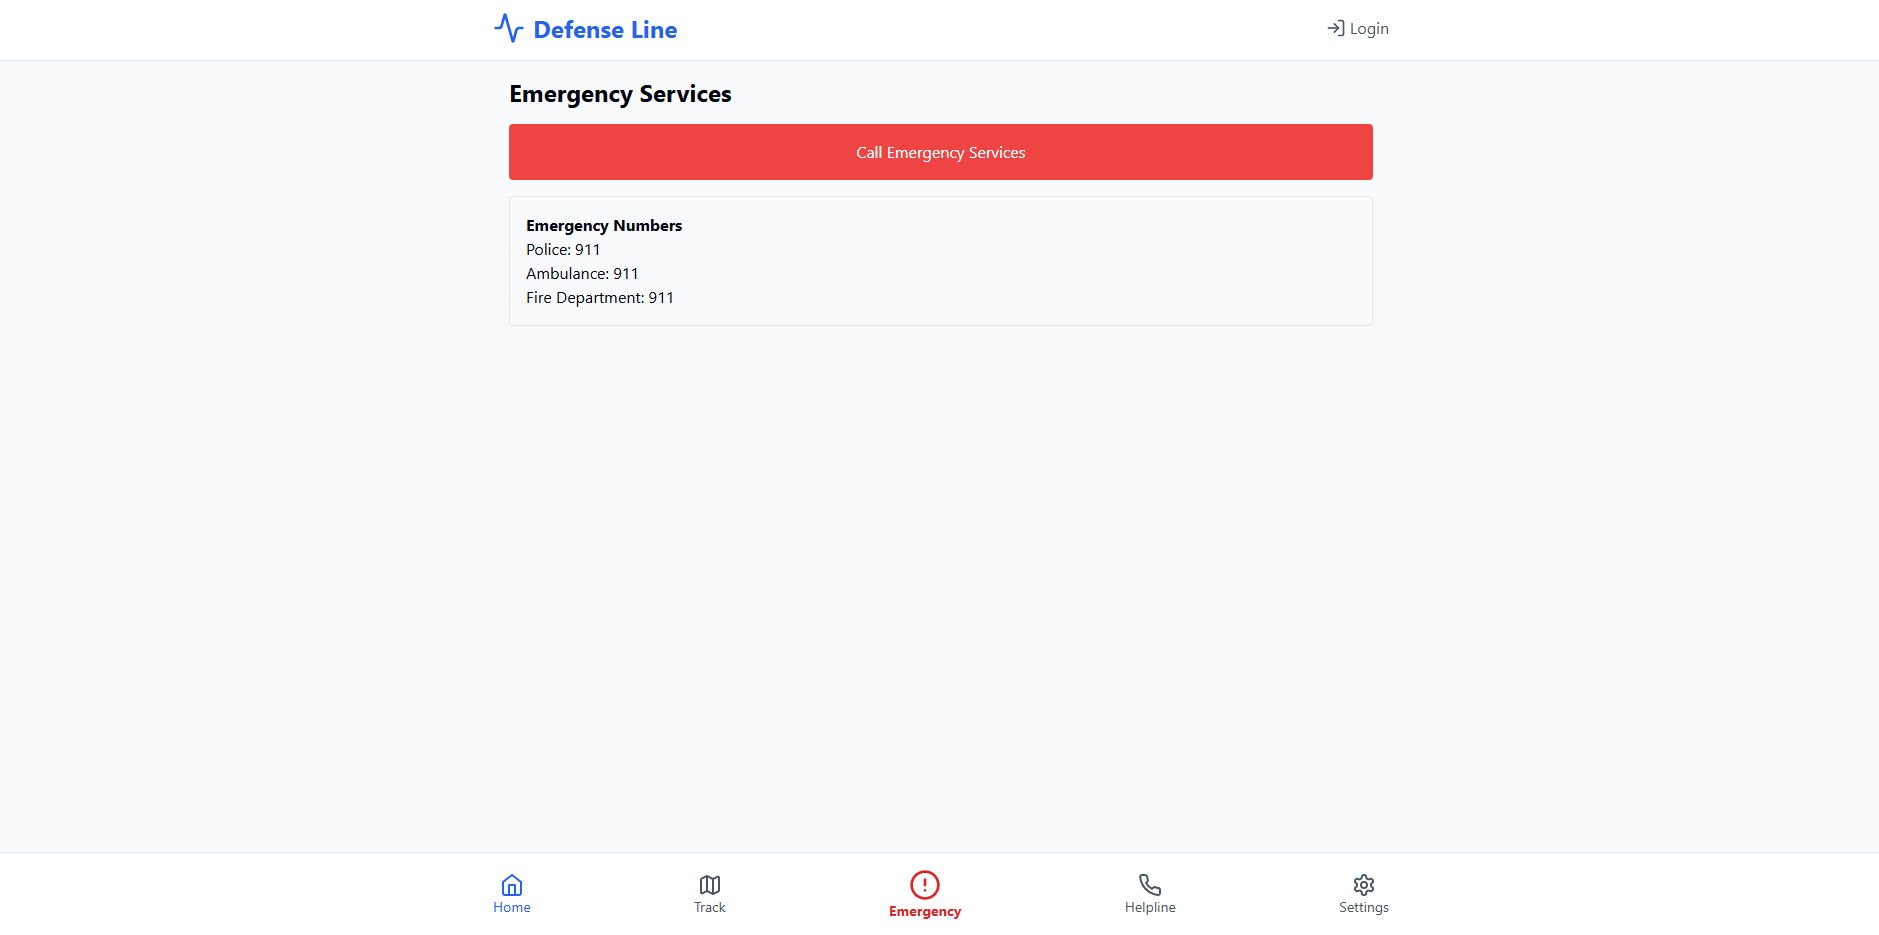 Defense Line
Login
Emergency Services
Call Emergency Services
Emergency Numbers
Police: 911
Ambulance: 911
Fire Department: 911
Home
Track
Emergency
Helpline
Settings